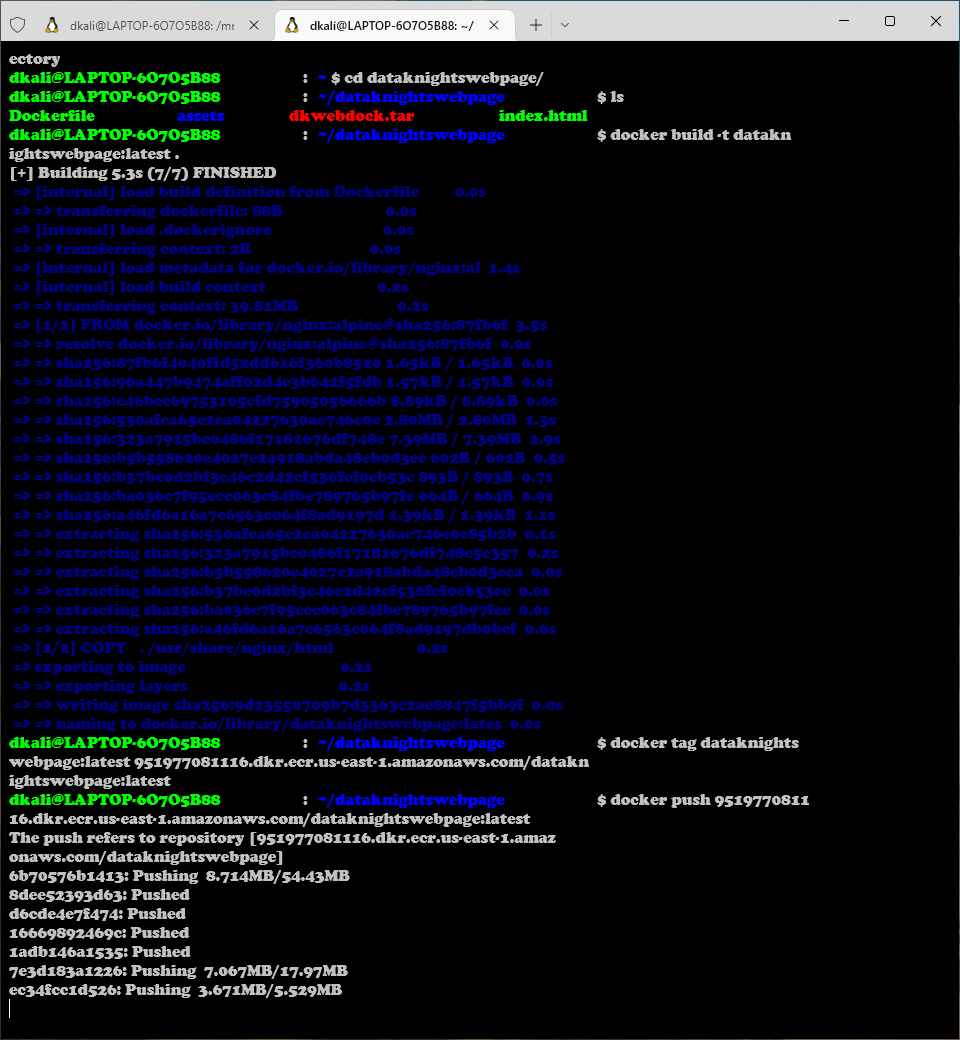 dkali@LAPTOP-6O7O5B88: /mn
dkali@LAPTOP-6O7O5B88: ~/
ectory
dkali@LAPTOP-6O7O5B88 : ~ $ cd dataknightswebpage/
dkali@LAPTOP-6O7O5B88 : ~/dataknightswebpage $ ls
Dockerfile assets dkwebdock.tar index.html
dkali@LAPTOP-6O7O5B88 : ~/dataknightswebpage $ docker build -t datakn
ightswebpage:latest .
[+] Building 5.3s (7/7) FINISHED
=> [internal] load build definition from Dockerfile 0.0s
=> => transferring dockerfile: 88B 0.0s
=> [internal] load .dockerignore 0.0s
=> => transferring context: 2B 0.0s
=> [internal] load metadata for docker.io/library/nginx:al 1.4s
=> [internal] load build context 0.2s
=> => transferring context: 39.81MB 0.2s
=> [1/2] FROM docker.io/library/nginx:alpine@sha256:87fb6f 3.5s
=> => resolve docker.io/library/nginx:alpine@sha256:87fb6f 0.0s
=> => sha256:87fb6f4040ffd52dd616f360b8520 1.65kB / 1.65kB 0.0s
=> => sha256:96a447b9474aff02d4e3b642f5fdb 1.57kB / 1.57kB 0.0s
=> => sha256:c46bcc69753105cfd75905056666b 8.89kB / 8.89kB 0.0s
=> => sha256:530afca65e2ea04227630ae746e0c 2.80MB / 2.80MB 1.3s
=> => sha256:323a7915bc0486f17181676df748c 7.39MB / 7.39MB 2.9s
=> => sha256:b5b558620e4027e2a918abda48eb0d3ec 602B / 602B 0.5s
=> => sha256:b37bc0d2bf3c46c2d42cf536fcf0cb53c 893B / 893B 0.7s
=> => sha256:ba036c7f95ecc063c84fbe789765b97fe 664B / 664B 0.9s
=> => sha256:a46fd6a16a7c6563c064f8ad9197d 1.39kB / 1.39kB 1.1s
=> => extracting sha256:530afca65e2ea04227630ae746e0c85b2b 0.1s
=> => extracting sha256:323a7915bc0486f17181676df748c5c357 0.2s
=> => extracting sha256:b5b558620e4027e2a918abda48eb0d3eca 0.0s
=> => extracting sha256:b37bc0d2bf3c46c2d42cf536fcf0cb53cc 0.0s
=> => extracting sha256:ba036c7f95ecc063c84fbe789765b97fee 0.0s
=> => extracting sha256:a46fd6a16a7c6563c064f8ad9197db0bcf 0.0s
=> [2/2] COPY . /usr/share/nginx/html 0.2s
=> exporting to image 0.2s
=> => exporting layers 0.2s
=> => writing image sha256:9d23550709b7d3363c2ae8847f5bb9f 0.0s
=> => naming to docker.io/library/dataknightswebpage:lates 0.0s
dkali@LAPTOP-6O7O5B88 : ~/dataknightswebpage $ docker tag dataknights
webpage:latest 951977081116.dkr.ecr.us-east-1.amazonaws.com/datakn
ightswebpage:latest
dkali@LAPTOP-6O7O5B88 : ~/dataknightswebpage $ docker push 9519770811
16.dkr.ecr.us-east-1.amazonaws.com/dataknightswebpage:latest
The push refers to repository [951977081116.dkr.ecr.us-east-1.amaz
onaws.com/dataknightswebpage]
6b70576b1413: Pushing 8.714MB/54.43MB
8dee52393d63: Pushed
d6cde4e7f474: Pushed
16669892469c: Pushed
1adb146a1535: Pushed
7e3d183a1226: Pushing 7.067MB/17.97MB
ec34fcc1d526: Pushing 3.671MB/5.529MB